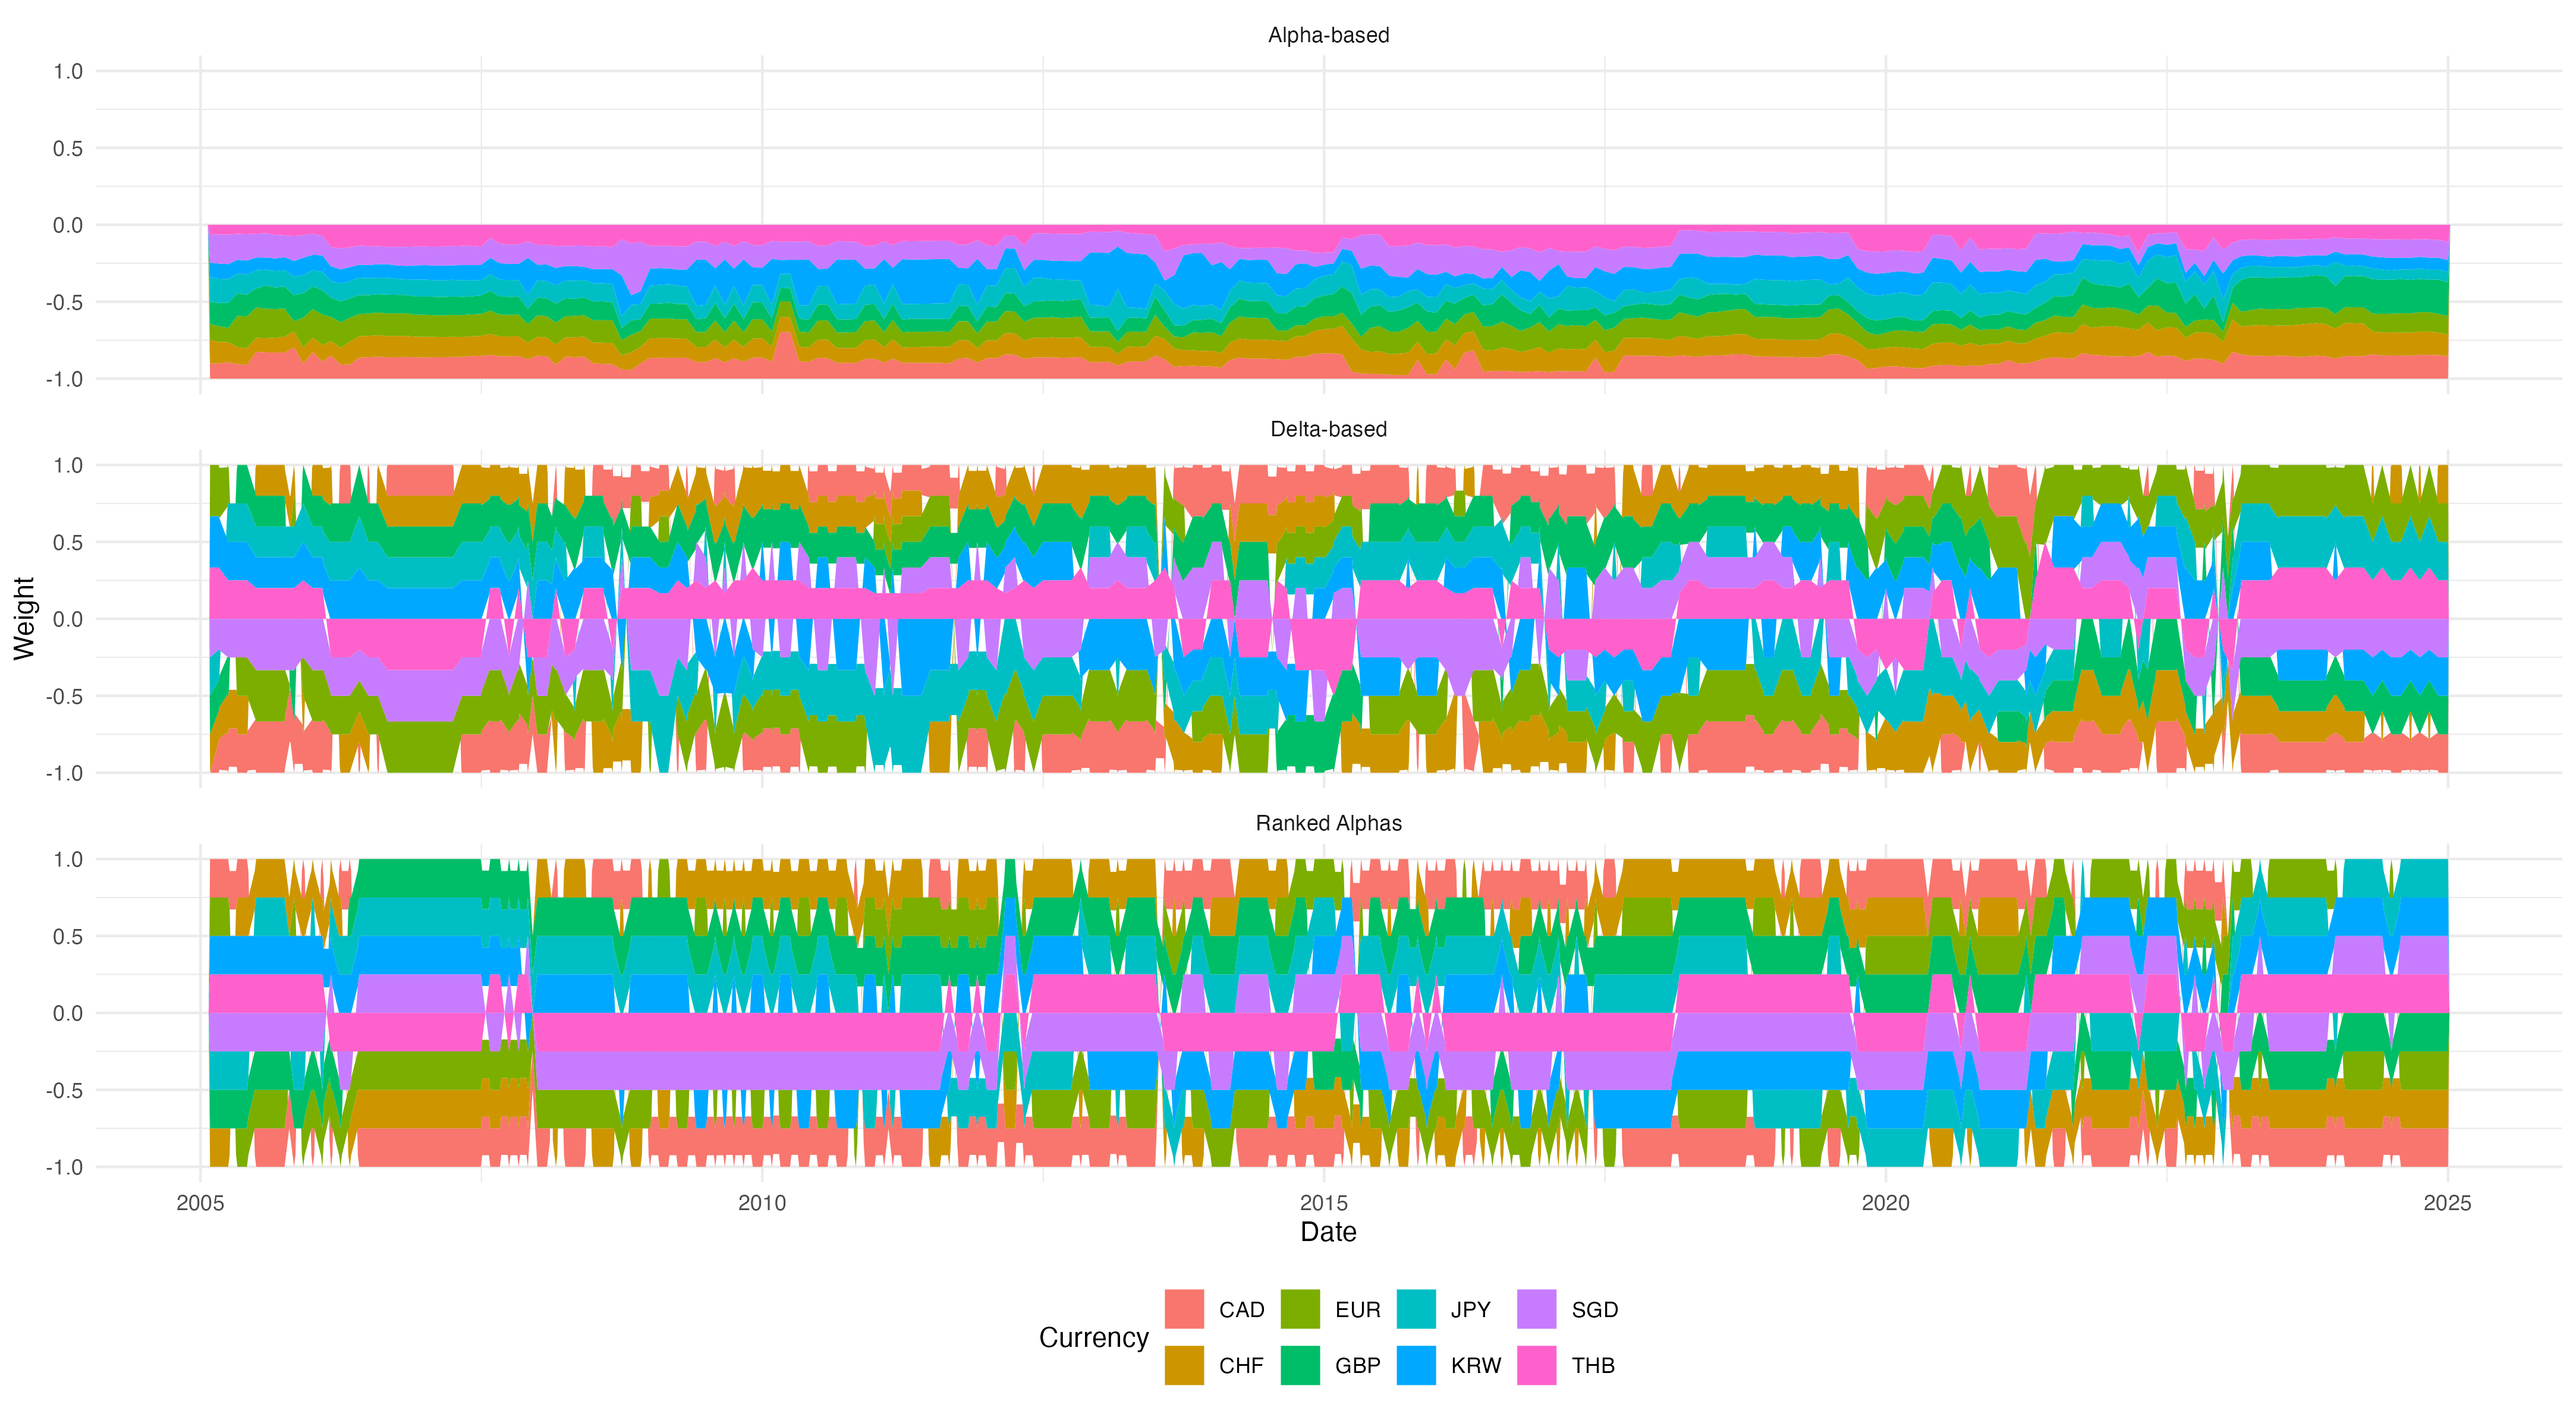 Alpha-based
1.0
0.5
0.0
-0.5
-1.0
Delta-based
1.0
0.5
0.0
-0.5
-1.0
Weight
Ranked Alphas
1.0
0.5
0.0
-0.5
-1.0
2005 2010 2015 2020 2025
Date
Currency
CAD EUR JPY SGD
CHF GBP KRW THB